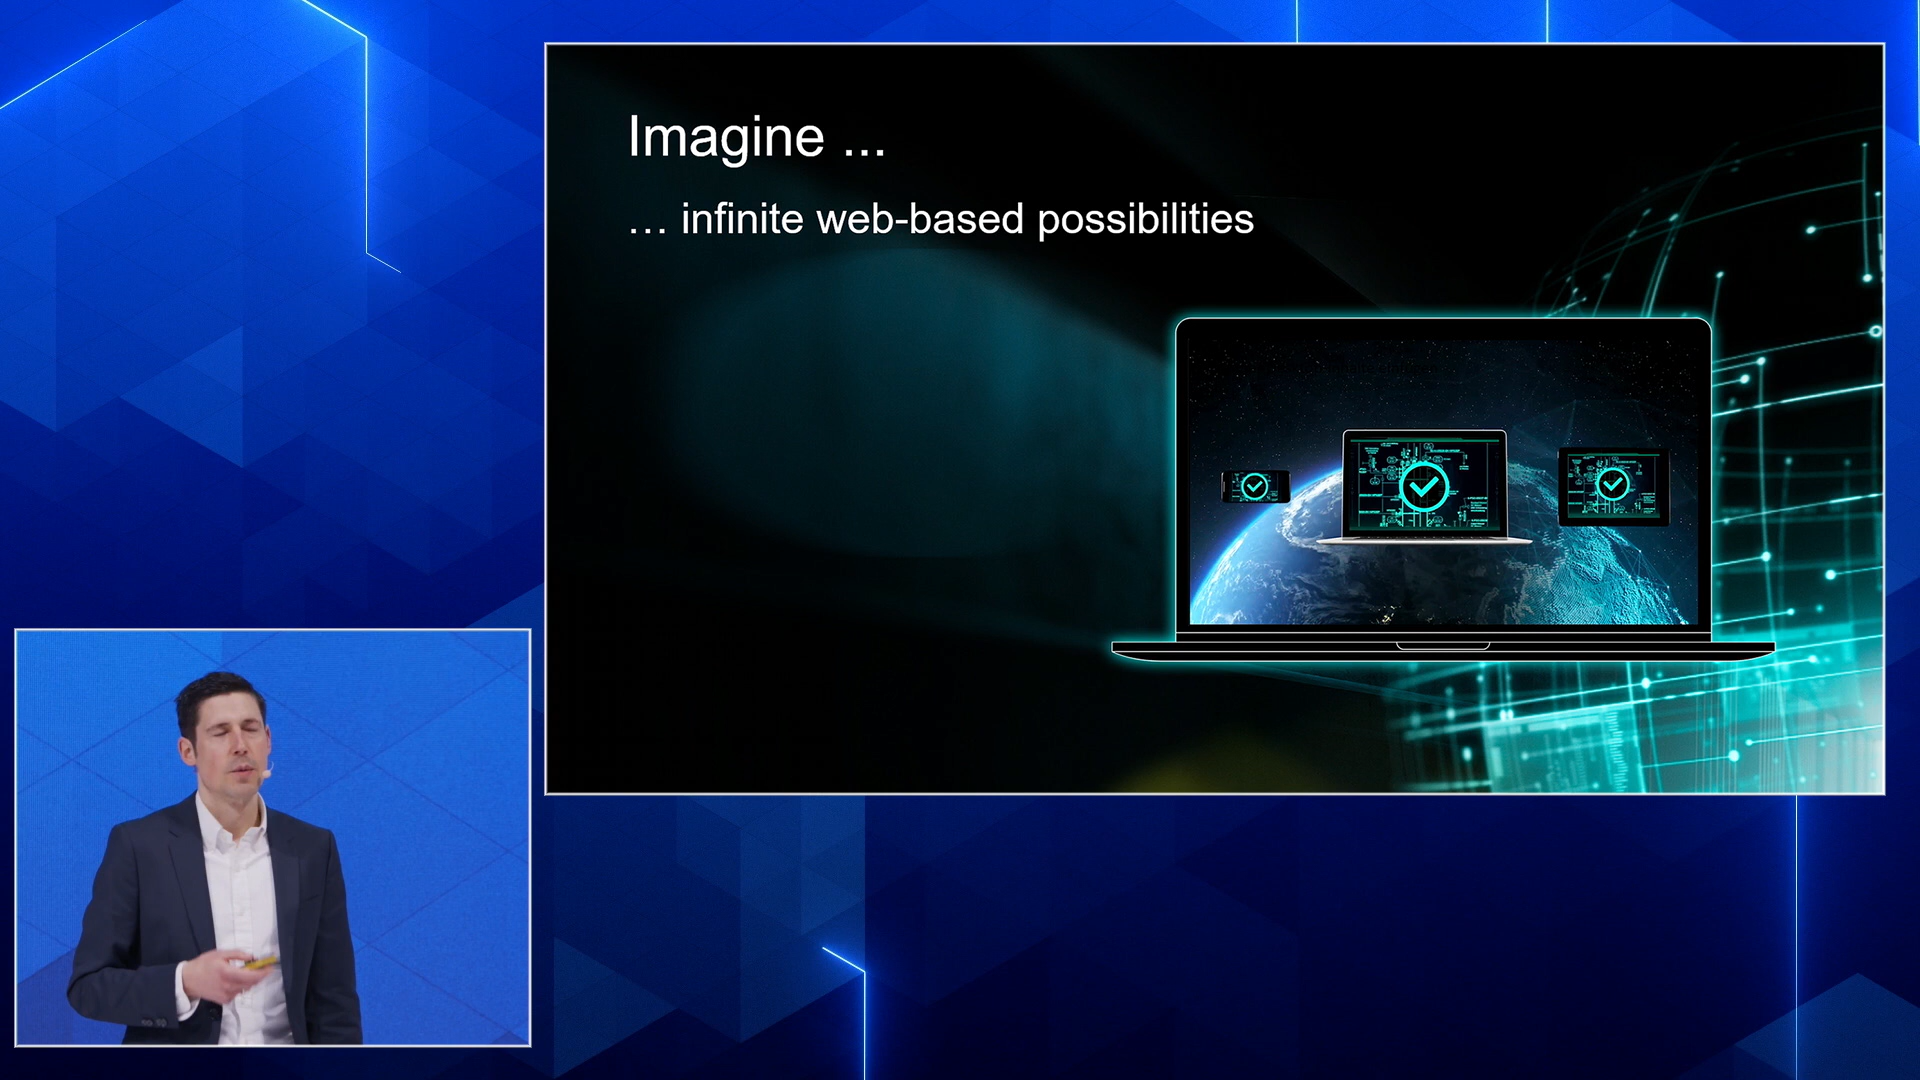 Imagine ...
... infinite web-based possibilities